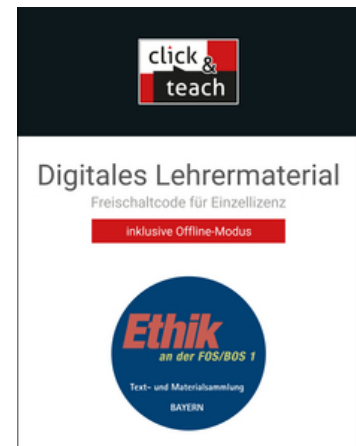 click &
teach
Digitales Lehrermaterial
Freischaltcode für Einzellizenz
inklusive Offline-Modus
Ethik
an der FOS/BOS 1
Text- und Materialsammlung
BAYERN